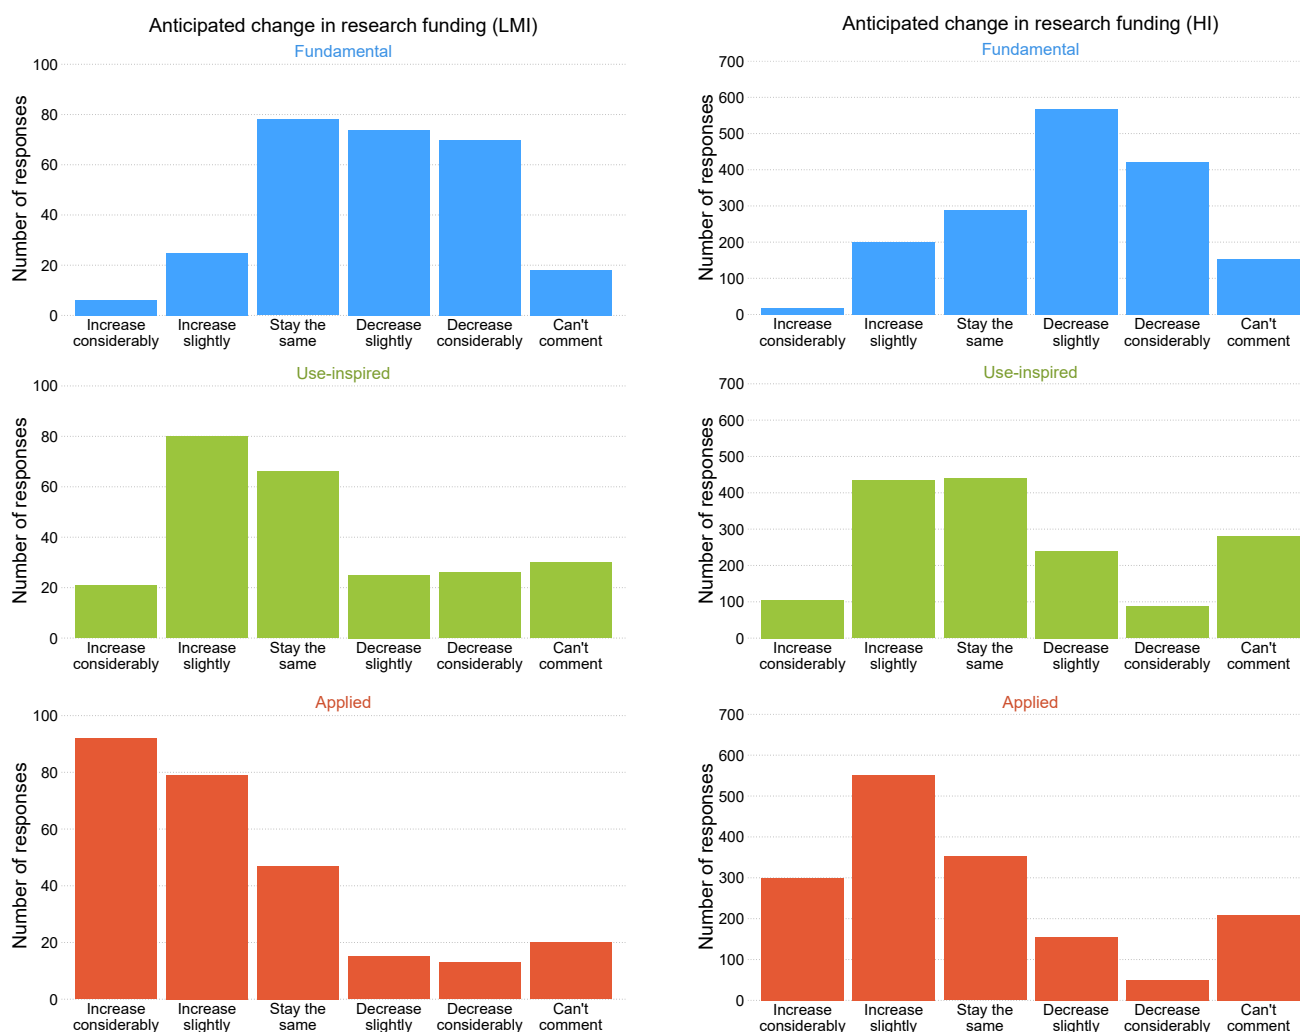 Anticipated change in research funding (LMI)
Fundamental
Number of responses
100
80
60
40
20
0
Increase considerably
Increase slightly
Stay the same
Decrease slightly
Decrease considerably
Can't comment
Use-inspired
Number of responses
100
80
60
40
20
0
Increase considerably
Increase slightly
Stay the same
Decrease slightly
Decrease considerably
Can't comment
Applied
Number of responses
100
80
60
40
20
0
Increase considerably
Increase slightly
Stay the same
Decrease slightly
Decrease considerably
Can't comment
Anticipated change in research funding (HI)
Fundamental
Number of responses
700
600
500
400
300
200
100
0
Increase considerably
Increase slightly
Stay the same
Decrease slightly
Decrease considerably
Can't comment
Use-inspired
Number of responses
700
600
500
400
300
200
100
0
Increase considerably
Increase slightly
Stay the same
Decrease slightly
Decrease considerably
Can't comment
Applied
Number of responses
700
600
500
400
300
200
100
0
Increase considerably
Increase slightly
Stay the same
Decrease slightly
Decrease considerably
Can't comment